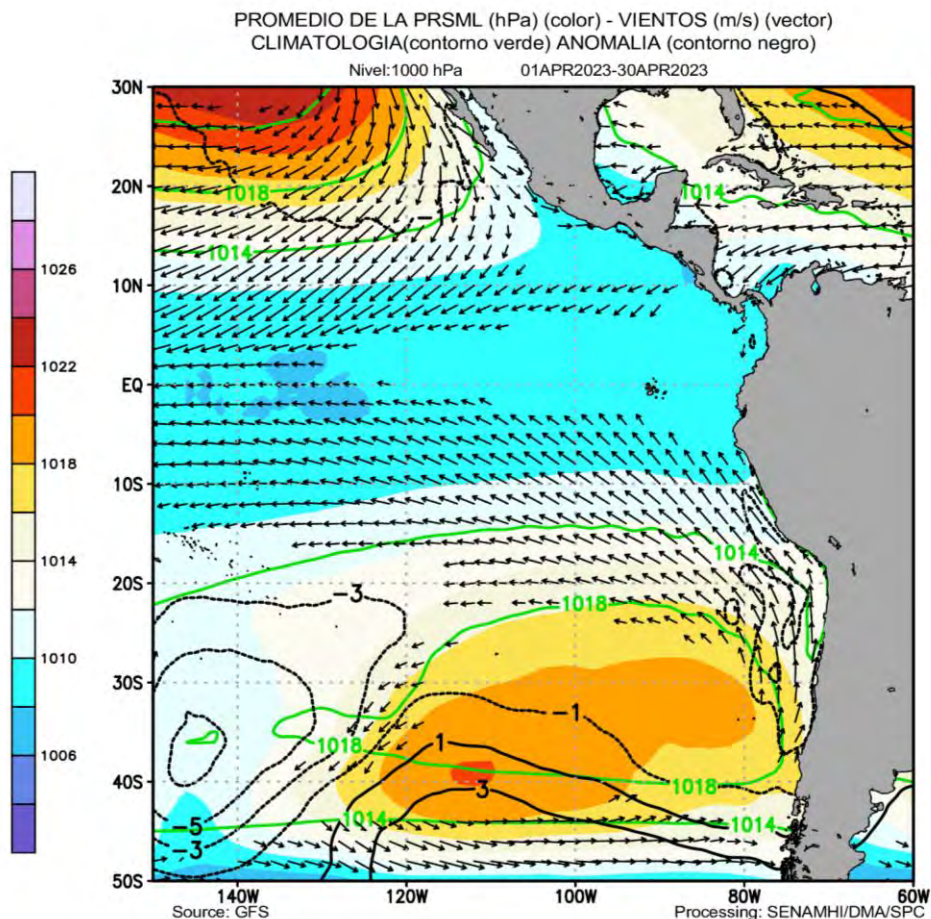 PROMEDIO DE LA PRSML (hPa) (color) - VIENTOS (m/s) (vector)
CLIMATOLOGIA(contorno verde) ANOMALIA (contorno negro)
Nivel:1000 hPa 01APR2023-30APR2023
30N
20N
10N
EQ
10S
20S
30S
40S
50S
1026
1022
1018
1014
1010
1006
1018
1014
1014
1014
1018
-3
-1
1018
1
1018
3
1014
1014
-5
-3
140W 120W 100W 80W 60W
Source: GFS Processing: SENAMHI/DMA/SPC